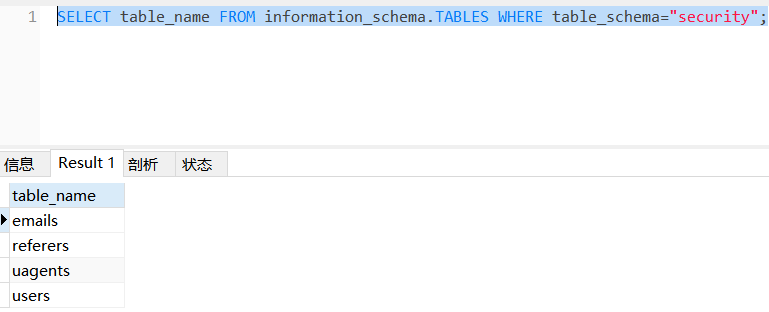 1 SELECT table_name FROM information_schema.TABLES WHERE table_schema="security";
信息 Result 1 剖析 状态
table_name
emails
referers
uagents
users